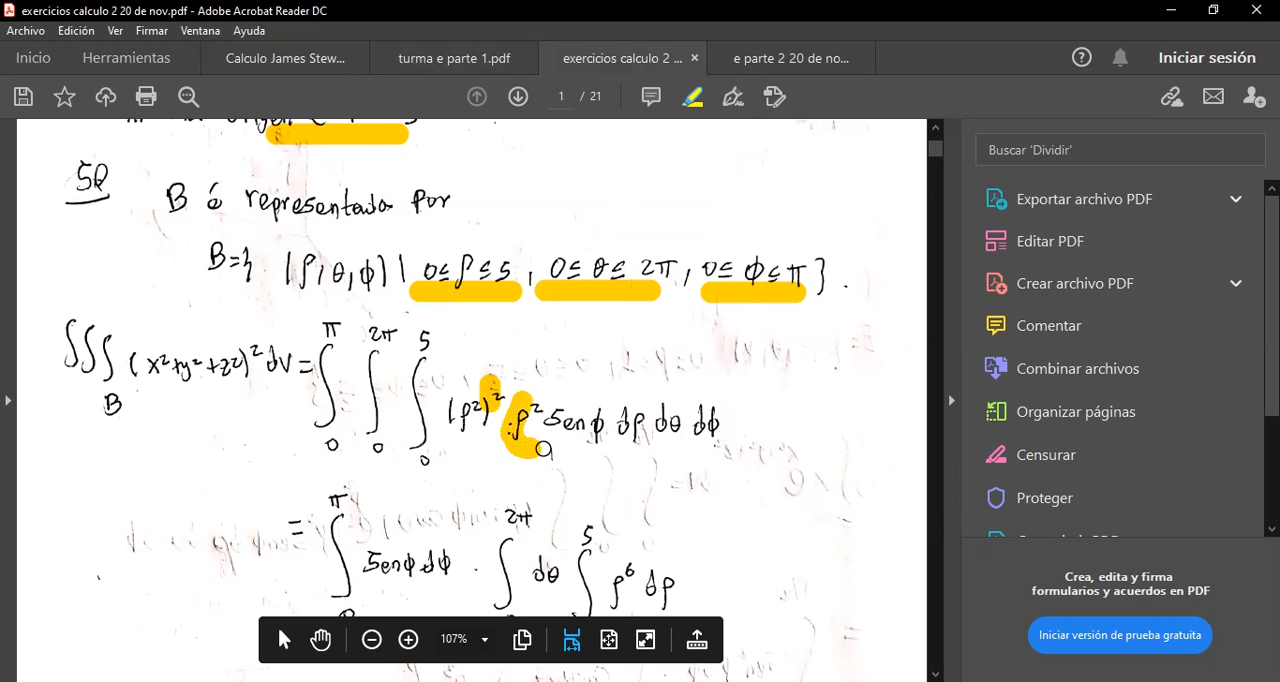 exercicios calculo 2 20 de nov.pdf - Adobe Acrobat Reader DC
Archivo Edición Ver Firmar Ventana Ayuda
Inicio Herramientas Calculo James Stew... turma e parte 1.pdf exercicios calculo 2 ... × e parte 2 20 de no... Iniciar sesión
1 / 21
Buscar 'Dividir'
Exportar archivo PDF
Editar PDF
Crear archivo PDF
Comentar
Combinar archivos
Organizar páginas
Censurar
Proteger
Crea, edita y firma
formularios y acuerdos en PDF
Iniciar versión de prueba gratuita
B é representada por
B = { (ρ, θ, φ) | 0 ≤ ρ ≤ 5, 0 ≤ θ ≤ 2π, 0 ≤ φ ≤ π }.
∫∫∫_B (x²+y²+z²)² dV = ∫_0^π ∫_0^2π ∫_0^5 (ρ²)² · ρ² sen φ dρ dθ dφ
= ∫_0^π sen φ dφ · ∫^2π dθ ∫^5 ρ⁶ dρ
107%